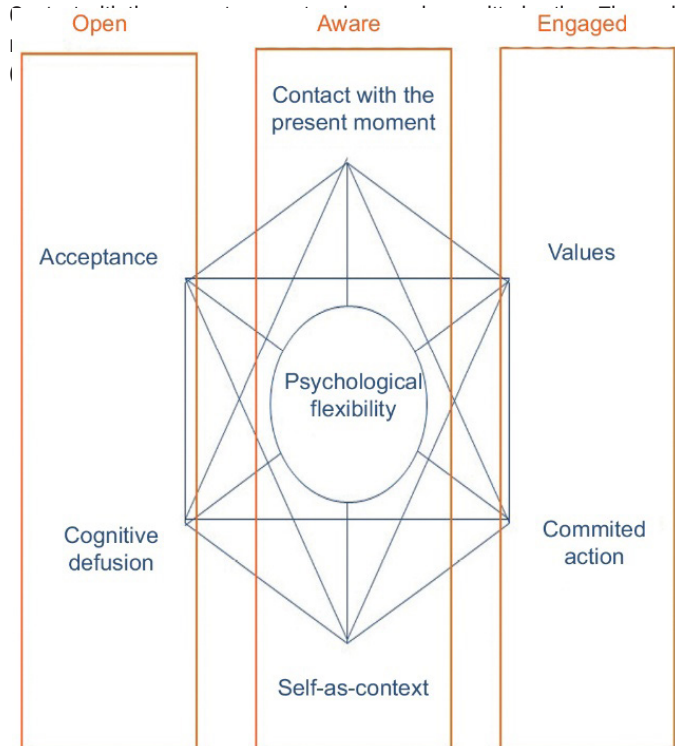 Open
Aware
Engaged
Contact with the
present moment
Acceptance
Values
Psychological
flexibility
Cognitive
defusion
Commited
action
Self-as-context